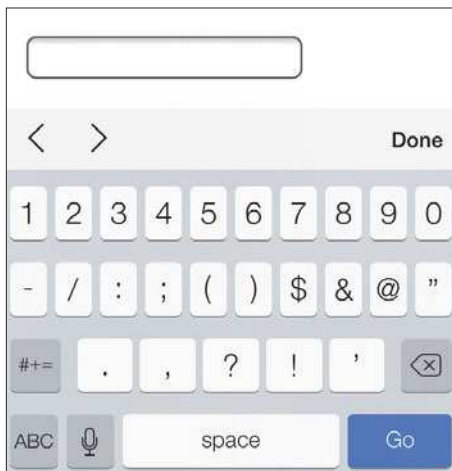 Done
1 2 3 4 5 6 7 8 9 0
- / : ; ( ) $ & @ ”
#+= . , ? ! ’
ABC space Go